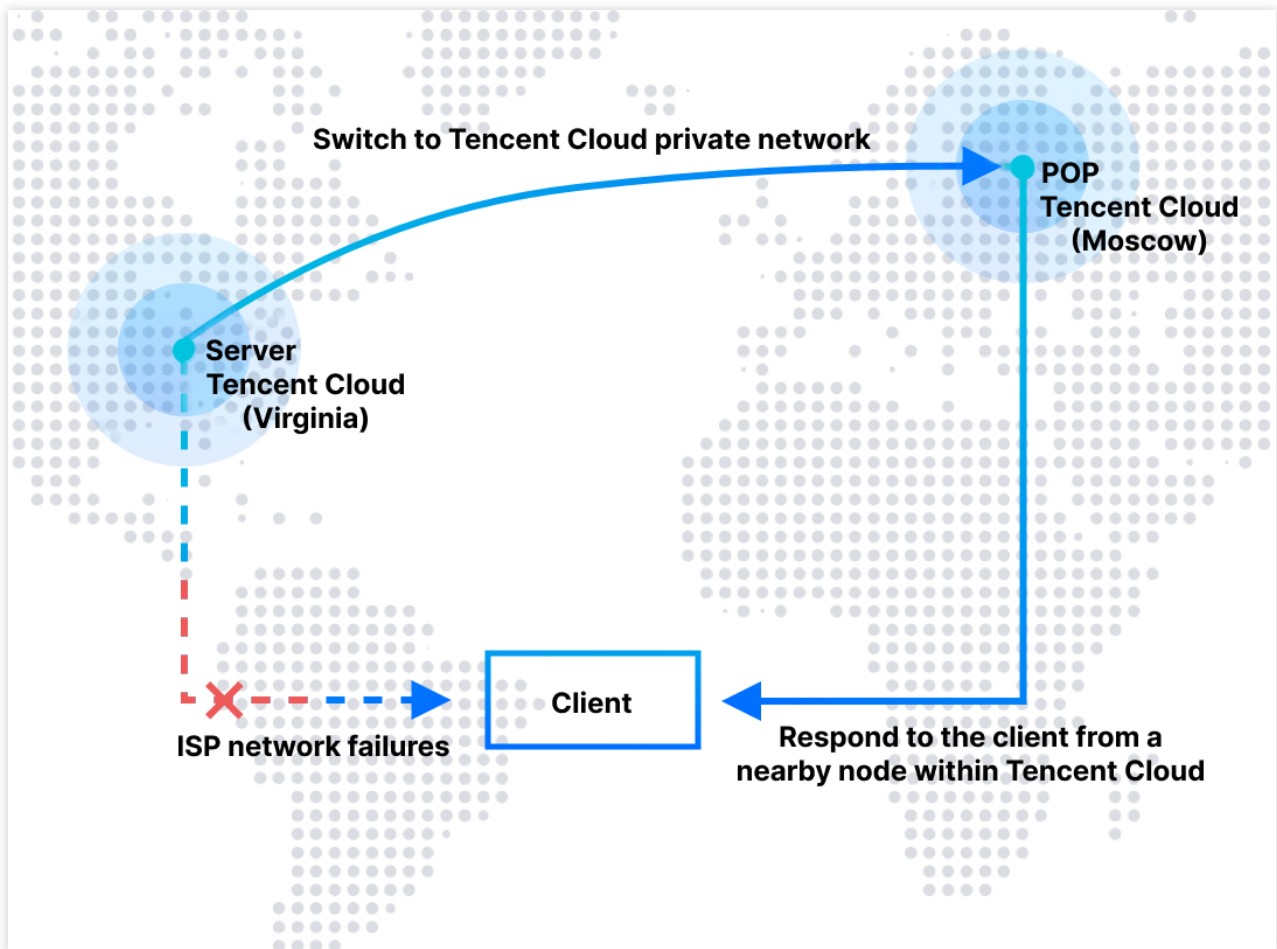 Switch to Tencent Cloud private network
POP
Tencent Cloud
(Moscow)
Server
Tencent Cloud
(Virginia)
Client
ISP network failures
Respond to the client from a
nearby node within Tencent Cloud